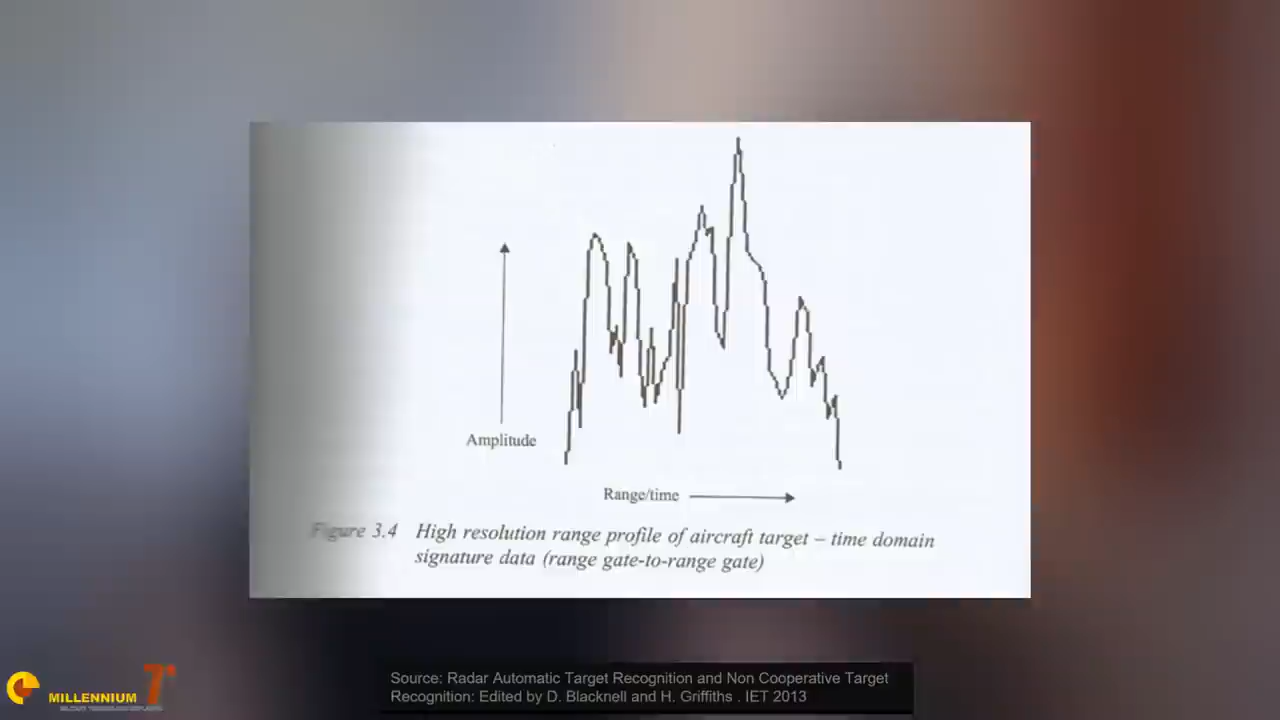 Amplitude
Range/time
Figure 3.4 High resolution range profile of aircraft target – time domain
signature data (range gate-to-range gate)
Source: Radar Automatic Target Recognition and Non Cooperative Target
Recognition: Edited by D. Blacknell and H. Griffiths . IET 2013
MILLENNIUM 7